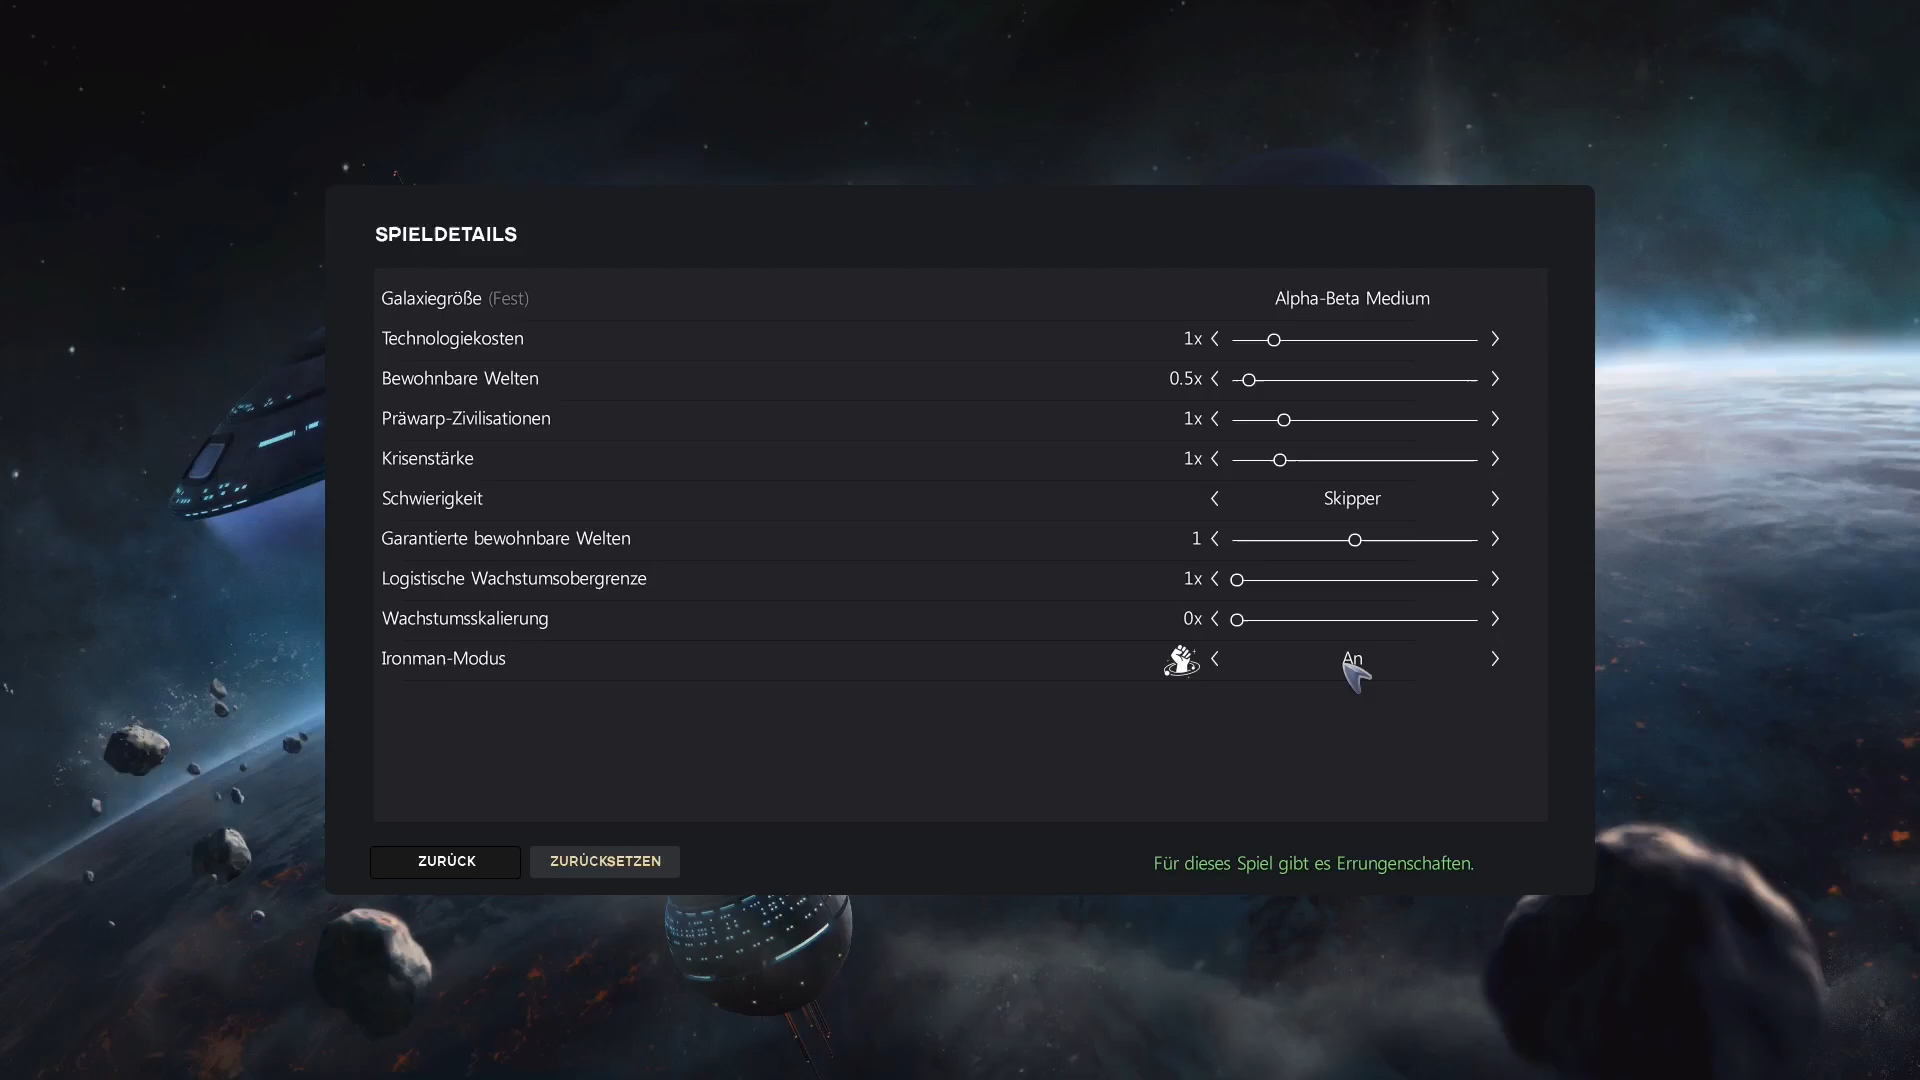 SPIELDETAILS
Galaxiegröße (Fest) Alpha-Beta Medium
Technologiekosten 1x
Bewohnbare Welten 0.5x
Präwarp-Zivilisationen 1x
Krisenstärke 1x
Schwierigkeit Skipper
Garantierte bewohnbare Welten 1
Logistische Wachstumsobergrenze 1x
Wachstumsskalierung 0x
Ironman-Modus An
ZURÜCK ZURÜCKSETZEN Für dieses Spiel gibt es Errungenschaften.